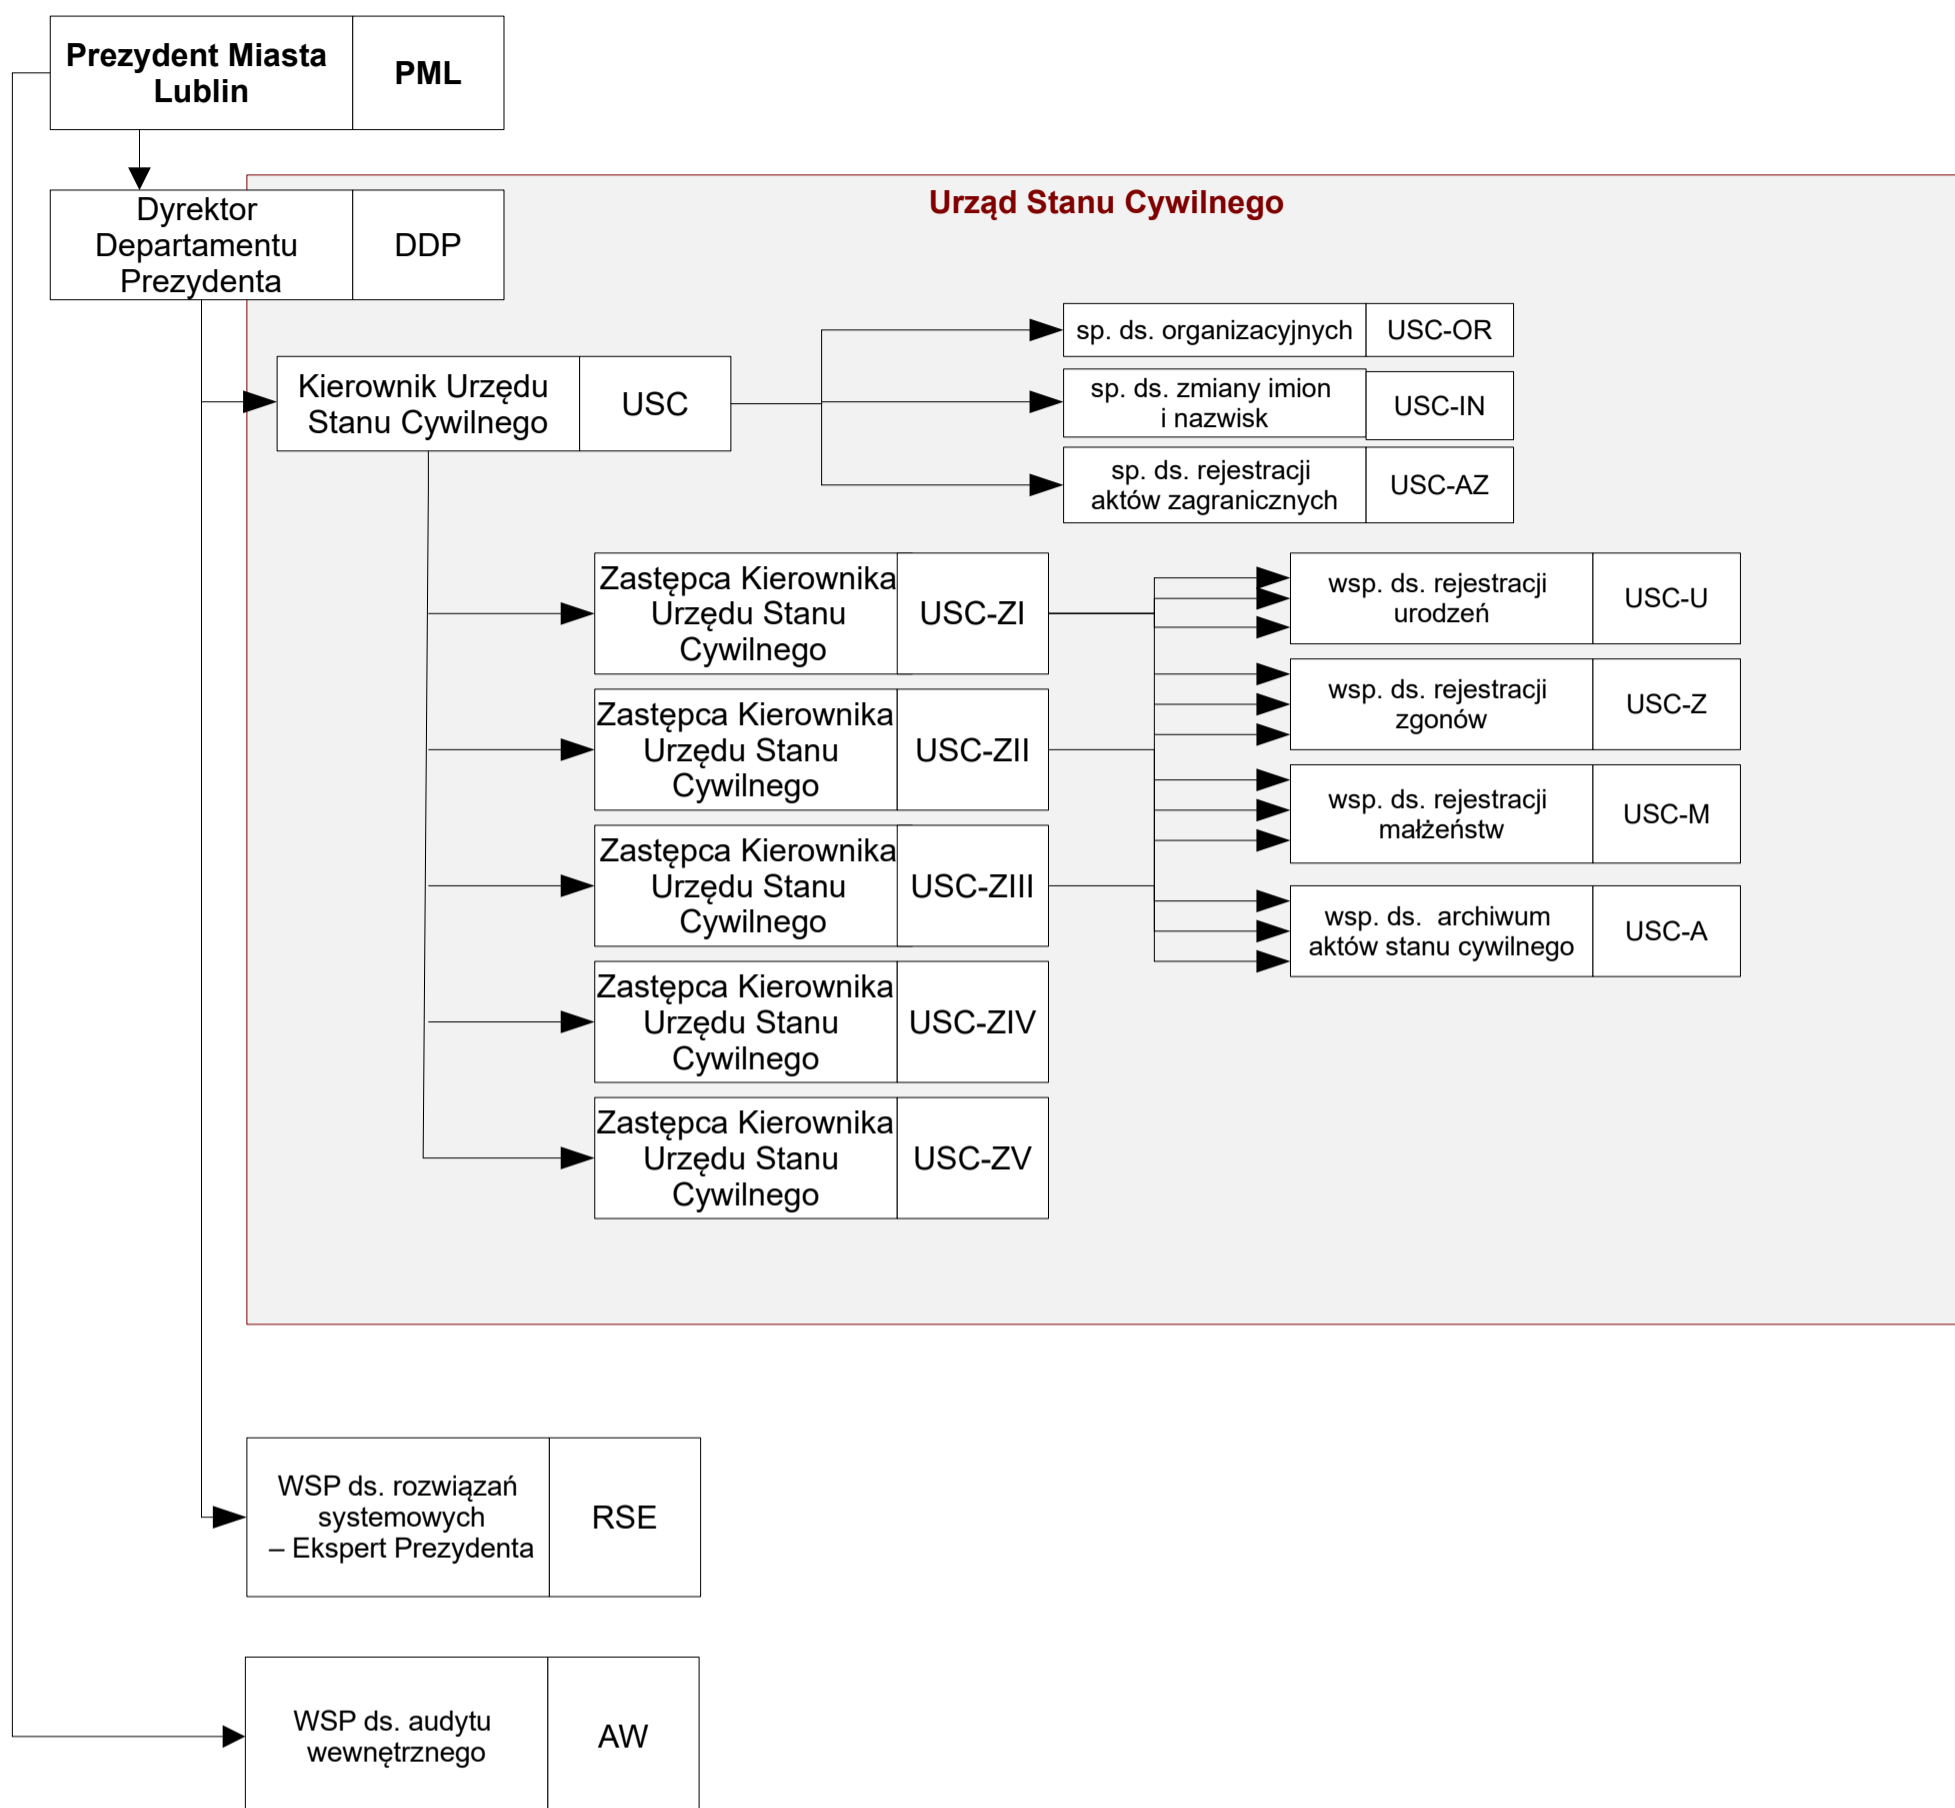 Prezydent Miasta
Lublin
PML
Dyrektor
Departamentu
Prezydenta
DDP
Urząd Stanu Cywilnego
Kierownik Urzędu
Stanu Cywilnego
USC
sp. ds. organizacyjnych
USC-OR
sp. ds. zmiany imion
i nazwisk
USC-IN
sp. ds. rejestracji
aktów zagranicznych
USC-AZ
Zastępca Kierownika
Urzędu Stanu
Cywilnego
USC-ZI
Zastępca Kierownika
Urzędu Stanu
Cywilnego
USC-ZII
Zastępca Kierownika
Urzędu Stanu
Cywilnego
USC-ZIII
Zastępca Kierownika
Urzędu Stanu
Cywilnego
USC-ZIV
Zastępca Kierownika
Urzędu Stanu
Cywilnego
USC-ZV
wsp. ds. rejestracji
urodzeń
USC-U
wsp. ds. rejestracji
zgonów
USC-Z
wsp. ds. rejestracji
małżeństw
USC-M
wsp. ds.  archiwum
aktów stanu cywilnego
USC-A
WSP ds. rozwiązań
systemowych
– Ekspert Prezydenta
RSE
WSP ds. audytu
wewnętrznego
AW